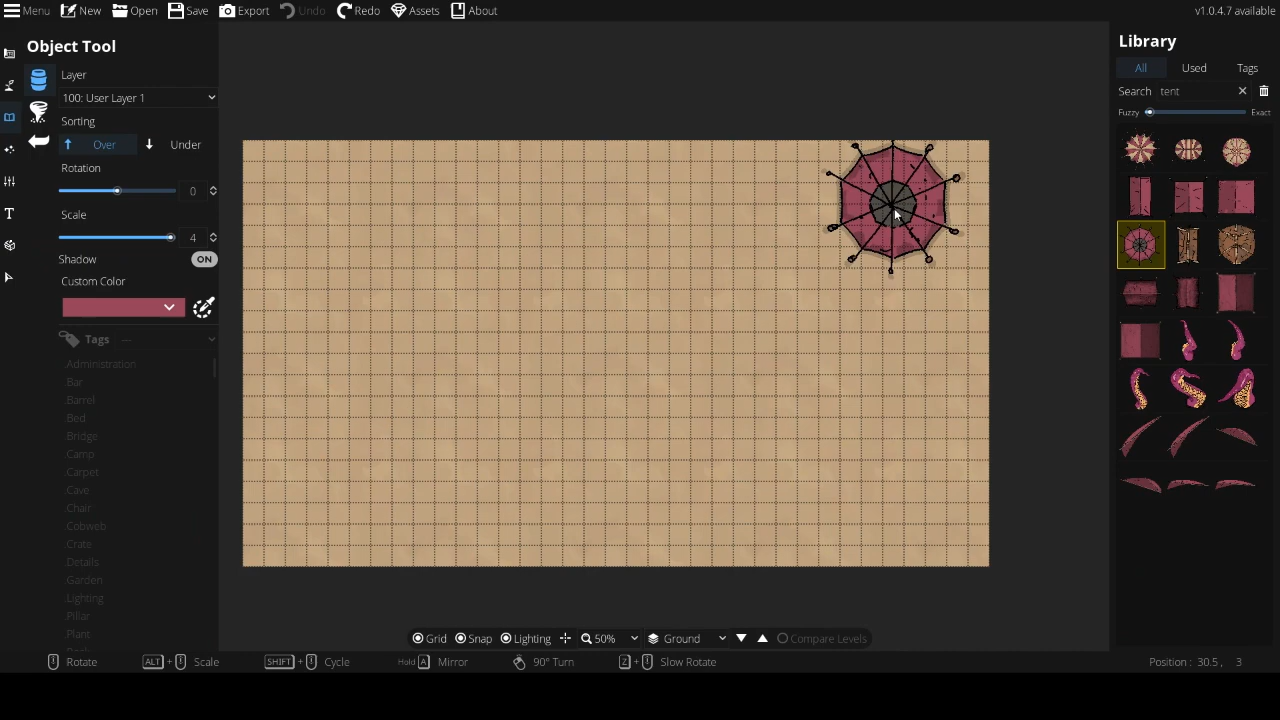 Menu New Open Save Export Undo Redo Assets About v1.0.4.7 available
Object Tool
Layer
100: User Layer 1
Sorting
Over Under
Rotation
0
Scale
4
Shadow ON
Custom Color
Tags —
Administration
Bar
Barrel
Bed
Bridge
Camp
Carpet
Cave
Chair
Cobweb
Crate
Details
Garden
Lighting
Pillar
Plant
Library
All Used Tags
Search tent
Fuzzy Exact
Grid Snap Lighting 50% Ground Compare Levels
Rotate ALT + Scale SHIFT + Cycle Hold A Mirror 90° Turn Z + Slow Rotate Position : 30.5, 3